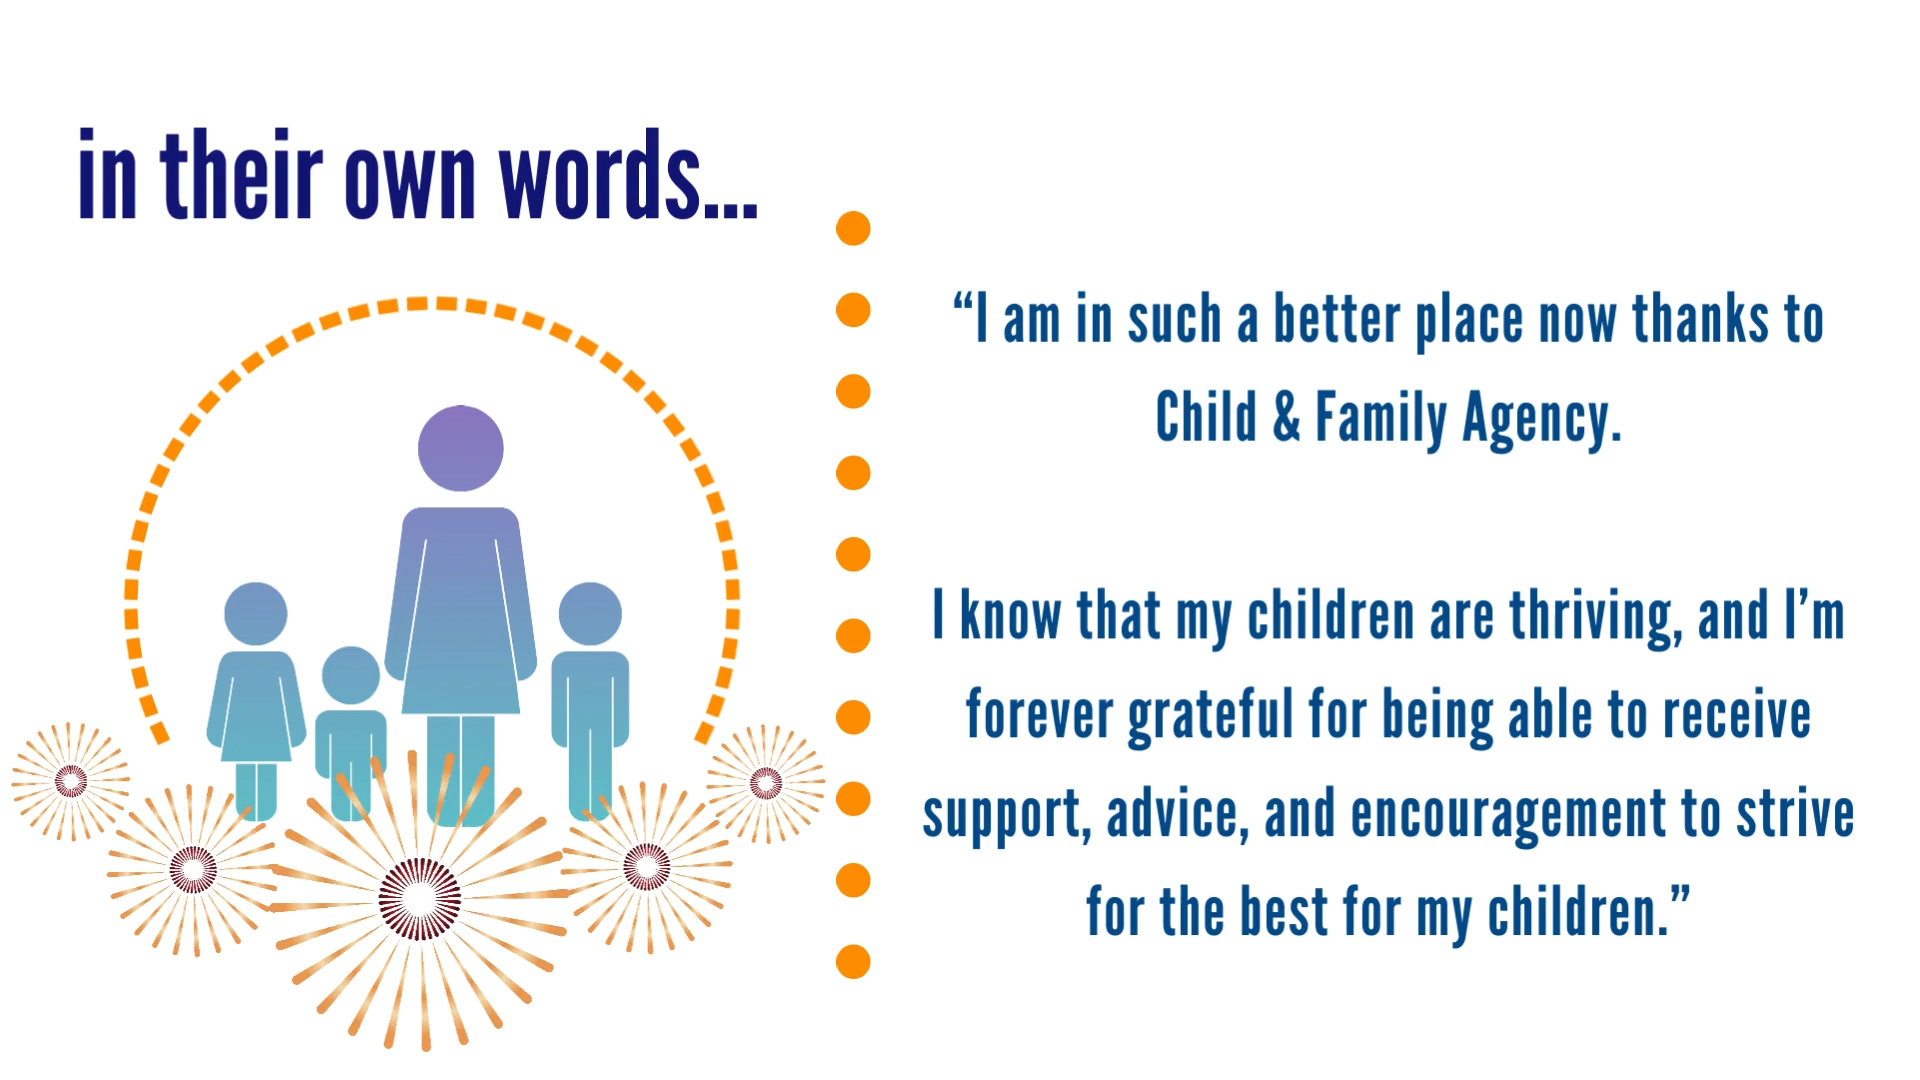 in their own words...
“I am in such a better place now thanks to
Child & Family Agency.
I know that my children are thriving, and I’m
forever grateful for being able to receive
support, advice, and encouragement to strive
for the best for my children.”